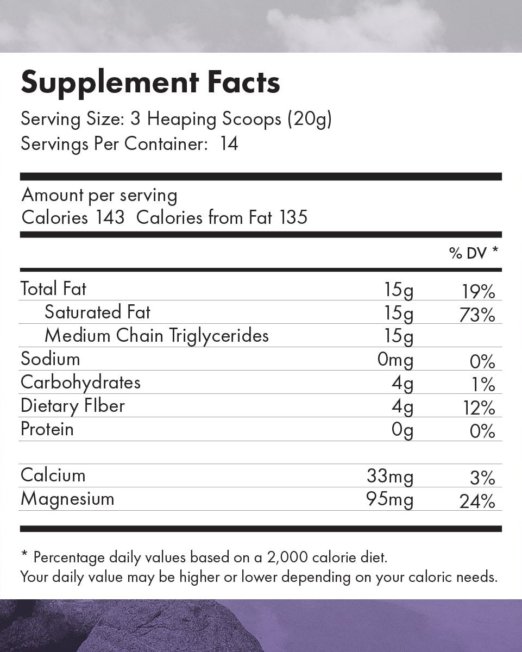 Supplement Facts
Serving Size: 3 Heaping Scoops (20g)
Servings Per Container: 14
Amount per serving
Calories 143 Calories from Fat 135
% DV *
Total Fat 15g 19%
Saturated Fat 15g 73%
Medium Chain Triglycerides 15g
Sodium 0mg 0%
Carbohydrates 4g 1%
Dietary FIber 4g 12%
Protein 0g 0%
Calcium 33mg 3%
Magnesium 95mg 24%
* Percentage daily values based on a 2,000 calorie diet.
Your daily value may be higher or lower depending on your caloric needs.